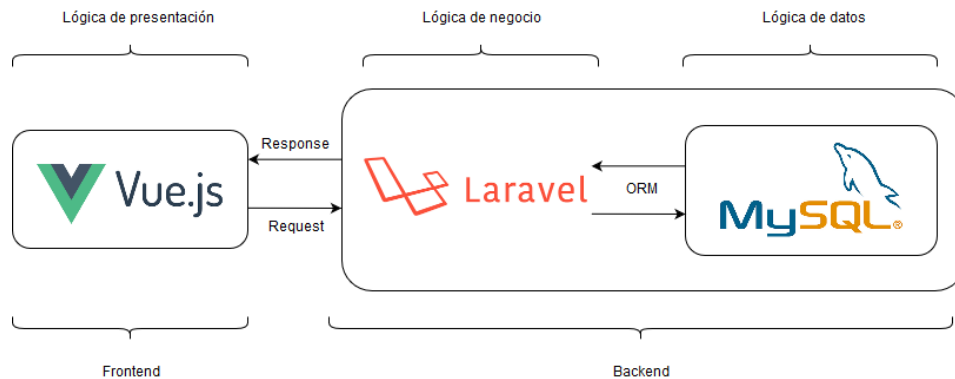 Lógica de presentación
Lógica de negocio
Lógica de datos
Response
Vue.js
Request
Laravel
ORM
MySQL®
Frontend
Backend